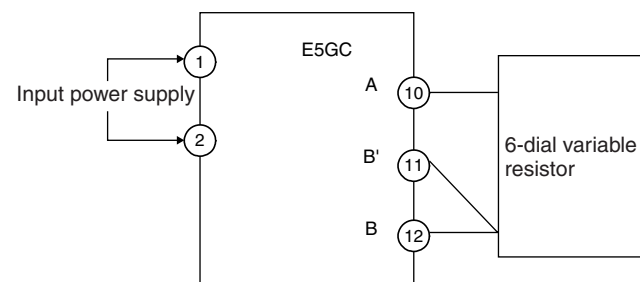 E5GC
1
Input power supply
2
A
10
B'
11
B
12
6-dial variable
resistor